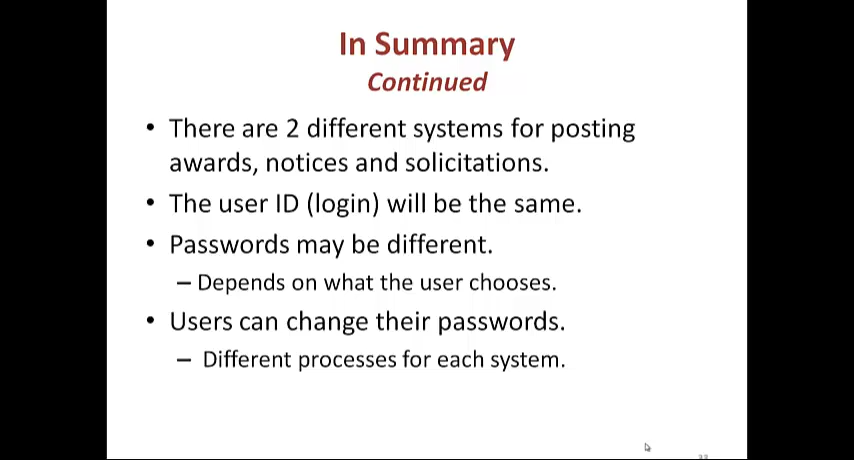 In Summary
Continued
• There are 2 different systems for posting
awards, notices and solicitations.
• The user ID (login) will be the same.
• Passwords may be different.
– Depends on what the user chooses.
• Users can change their passwords.
– Different processes for each system.